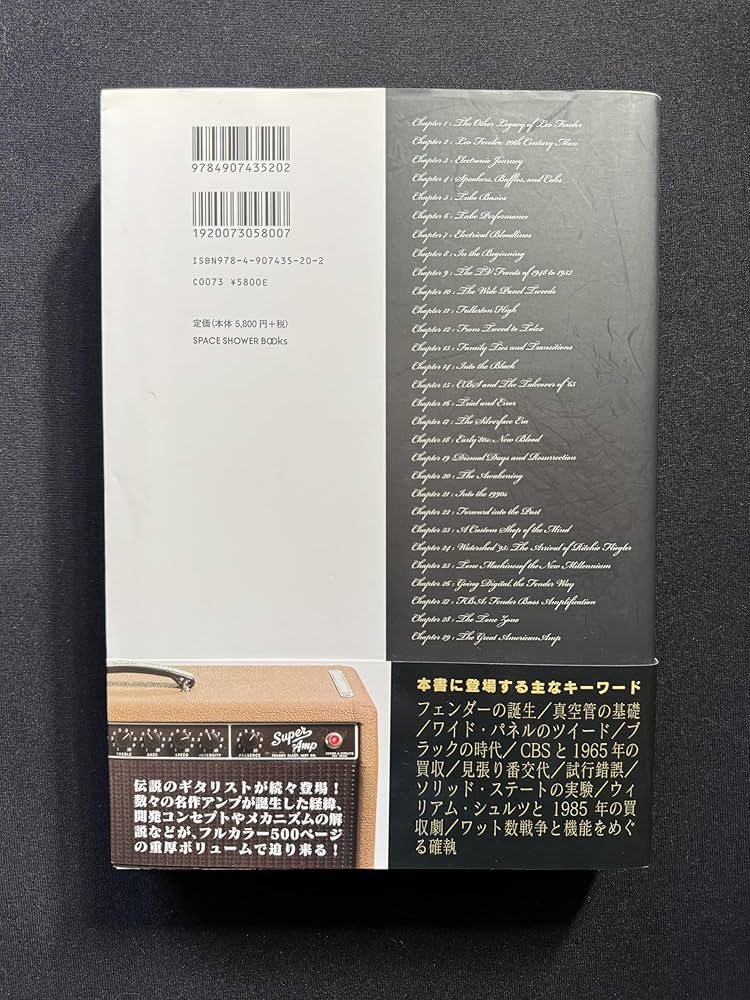 9784907435202
1920073058007
ISBN978-4-907435-20-2
C0073 ¥5800E
定価(本体 5,800円+税)
SPACE SHOWER BOOks
Chapter 1 : The Other Legacy of Leo Fender
Chapter 2 : Leo Fender: 20th Century Man
Chapter 3 : Electronic Journey
Chapter 4 : Speakers, Baffles, and Cabs
Chapter 5 : Tube Basics
Chapter 6 : Tube Performance
Chapter 7 : Electrical Bloodlines
Chapter 8 : In the Beginning
Chapter 9 : The TV Fronts of 1948 to 1953
Chapter 10 : The Wide Panel Tweeds
Chapter 11 : Fullerton High
Chapter 12 : From Tweed to Tolex
Chapter 13 : Family Ties and Transitions
Chapter 14 : Into the Black
Chapter 15 : CBS and The Takeover of '65
Chapter 16 : Trial and Error
Chapter 17 : The Silverface Era
Chapter 18 : Early '80s: New Blood
Chapter 19 Dismal Days and Resurrection
Chapter 20 : The Awakening
Chapter 21 : Into the 1990s
Chapter 22 : Forward into the Past
Chapter 23 : A Custom Shop of the Mind
Chapter 24 : Watershed '95: The Arrival of Ritchie Fliegler
Chapter 25 : Tone Machinesof the New Millennium
Chapter 26 : Going Digital, the Fender Way
Chapter 27 : FBA: Fender Bass Amplification
Chapter 28 : The Tone Zone
Chapter 29 : The Great AmericanAmp
Super Amp
TREBLE BASS SPEED INTENSITY PRESENCE
FENDER ELECT. INST. CO.
伝説のギタリストが続々登場!
数々の名作アンプが誕生した経緯、
開発コンセプトやメカニズムの解
説などが、フルカラー500ページ
の重厚ボリュームで迫り来る!
本書に登場する主なキーワード
フェンダーの誕生/真空管の基礎
/ワイド・パネルのツイード/ブ
ラックの時代/CBSと1965年の
買収/見張り番交代/試行錯誤/
ソリッド・ステートの実験/ウィ
リアム・シュルツと1985年の買
収劇/ワット数戦争と機能をめぐ
る確執